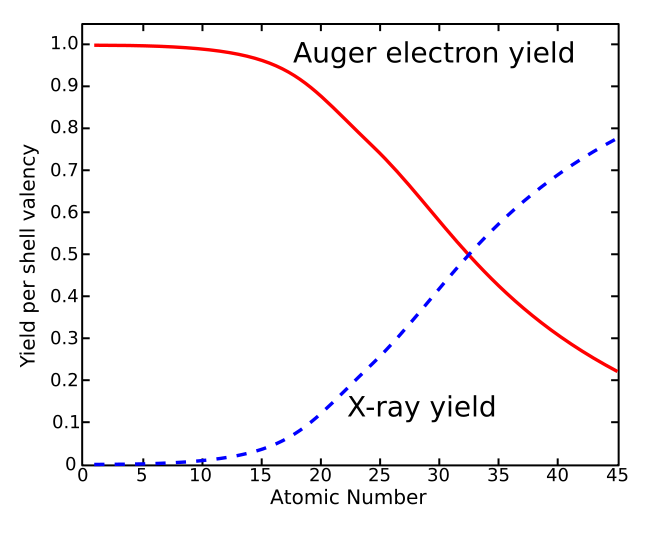 Auger electron yield
1.0
0.9
0.8
0.7
0.6
0.5
0.4
0.3
0.2
0.1
0
Yield per shell valency
X-ray yield
0 5 10 15 20 25 30 35 40 45
Atomic Number